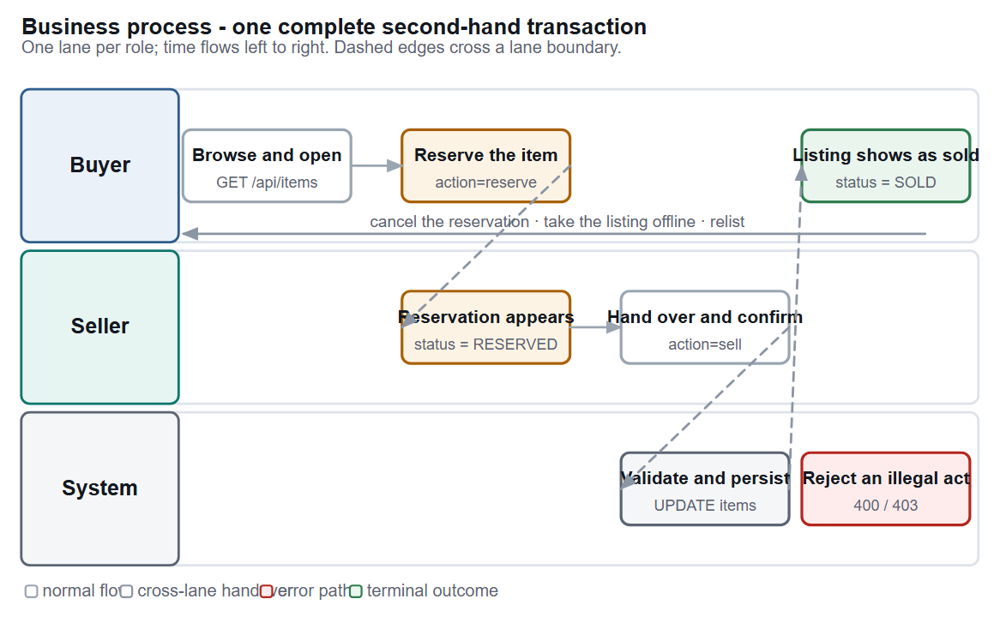 Business process - one complete second-hand transaction
One lane per role; time flows left to right. Dashed edges cross a lane boundary.
Buyer
Browse and open
GET /api/items
Reserve the item
action=reserve
Listing shows as sold
status = SOLD
cancel the reservation · take the listing offline · relist
Seller
Reservation appears
status = RESERVED
Hand over and confirm
action=sell
System
Validate and persist
UPDATE items
Reject an illegal act
400 / 403
normal flow
cross-lane handover
error path
terminal outcome